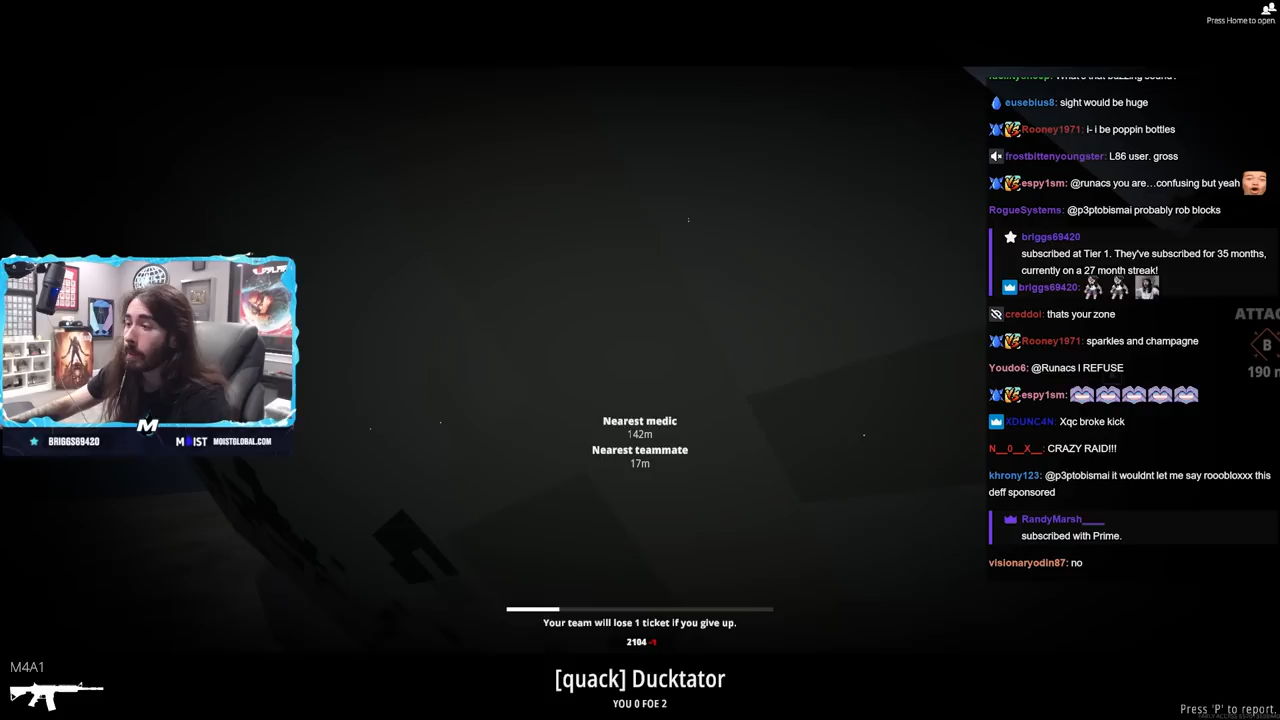 Press Home to open.
What's that buzzing sound?
eusebius8: sight would be huge
Rooney1971: i- i be poppin bottles
frostbittenyoungster: L86 user. gross
espy1sm: @runacs you are…confusing but yeah
RogueSystems: @p3ptobismai probably rob blocks
briggs69420
subscribed at Tier 1. They've subscribed for 35 months,
currently on a 27 month streak!
briggs69420:
creddol: thats your zone
ATTAC
B
190 m
Rooney1971: sparkles and champagne
Youdo6: @Runacs I REFUSE
espy1sm:
XDUNC4N: Xqc broke kick
N__0__X__: CRAZY RAID!!!
khrony123: @p3ptobismai it wouldnt let me say rooobloxxx this
deff sponsored
RandyMarsh____
subscribed with Prime.
visionaryodin87: no
M
BRIGGS69420
MOIST MOISTGLOBAL.COM
Nearest medic
142m
Nearest teammate
17m
Your team will lose 1 ticket if you give up.
2104 -1
M4A1
[quack] Ducktator
YOU 0 FOE 2
Press 'P' to report.